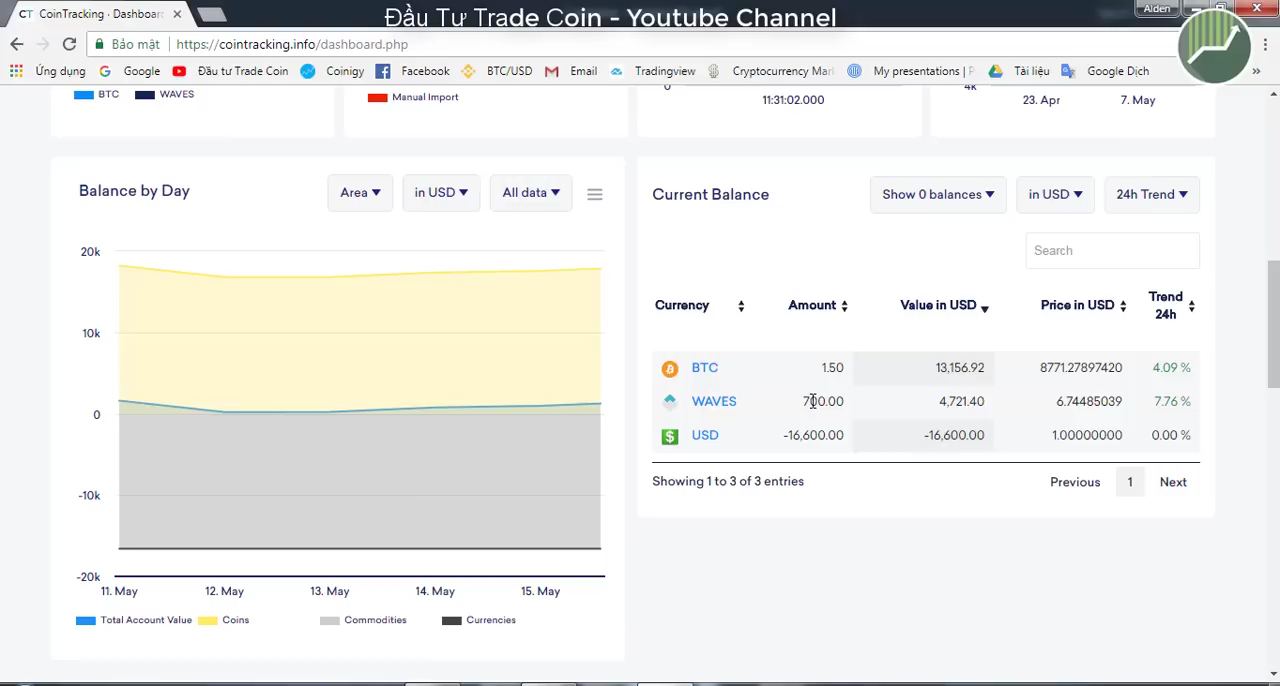 Đầu Tư Trade Coin - Youtube Channel
CT CoinTracking · Dashboard
Alden
Bảo mật https://cointracking.info/dashboard.php
Ứng dụng Google Đầu tư Trade Coin Coinigy Facebook BTC/USD Email Tradingview Cryptocurrency Mar My presentations | P Tài liệu Google Dịch »
BTC WAVES
Manual Import
0
11:31:02.000
4k
23. Apr 7. May
Balance by Day
Area in USD All data
20k
10k
0
-10k
-20k
11. May 12. May 13. May 14. May 15. May
Total Account Value Coins Commodities Currencies
Current Balance
Show 0 balances in USD 24h Trend
Search
Currency Amount Value in USD Price in USD Trend 24h
BTC 1.50 13,156.92 8771.27897420 4.09 %
WAVES 700.00 4,721.40 6.74485039 7.76 %
USD -16,600.00 -16,600.00 1.00000000 0.00 %
Showing 1 to 3 of 3 entries
Previous 1 Next